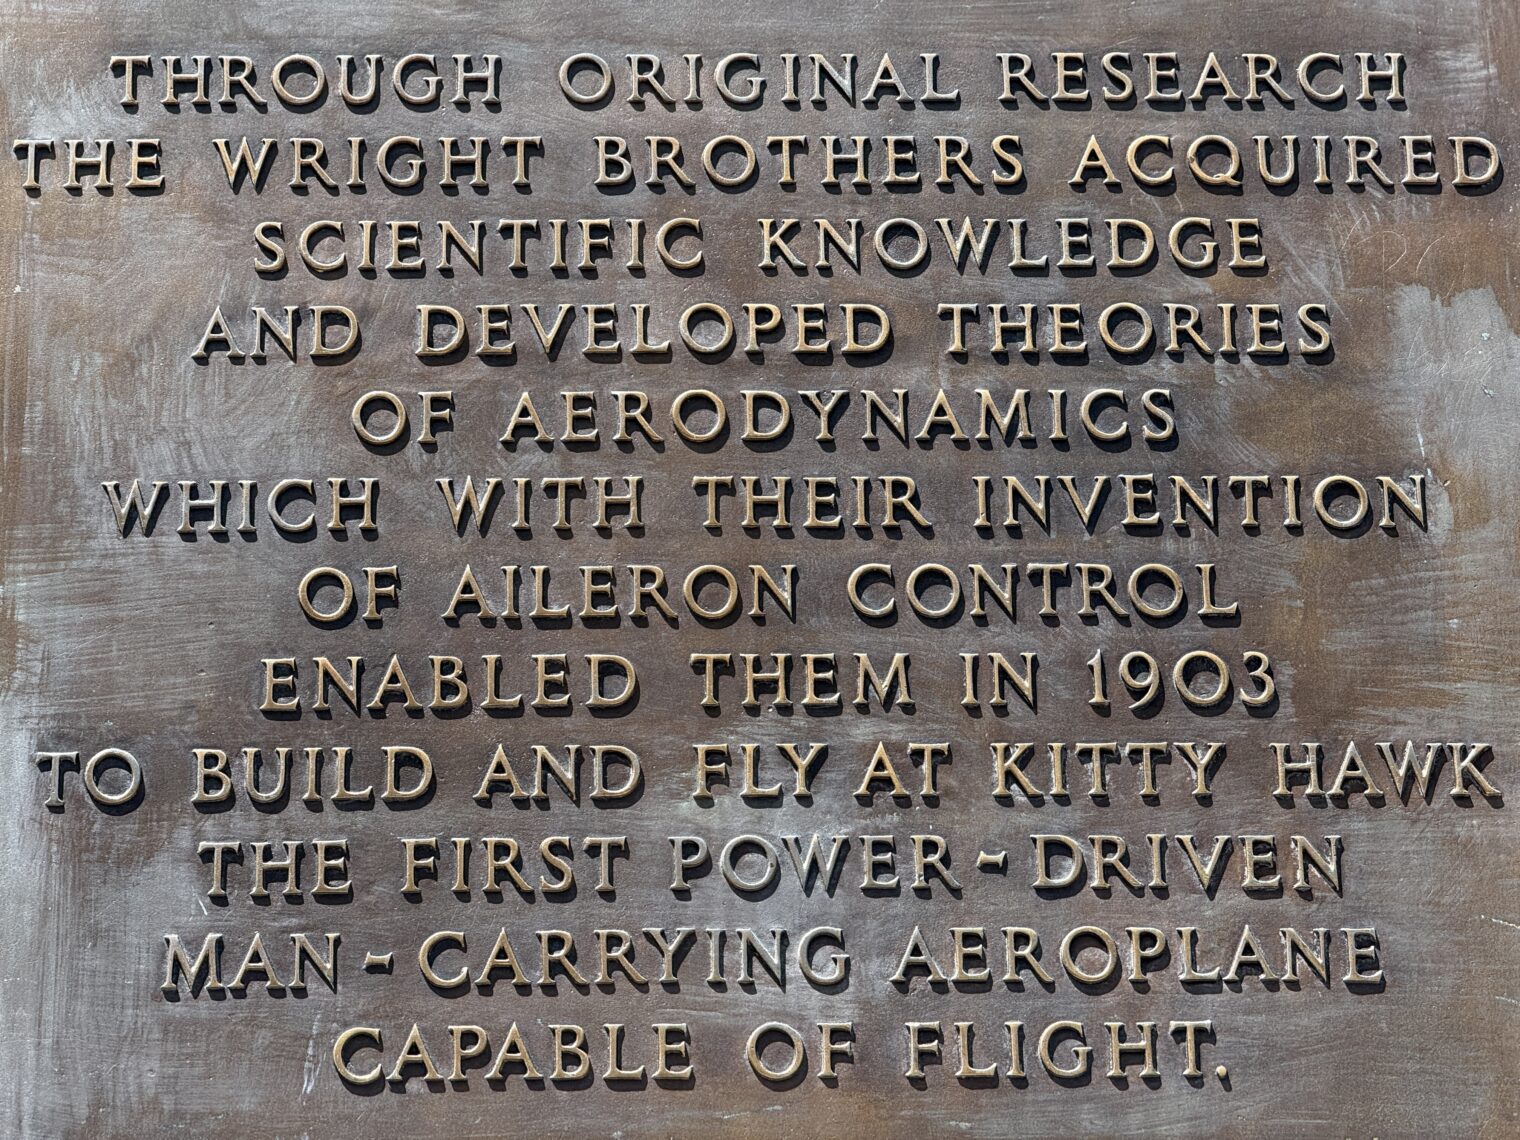 THROUGH ORIGINAL RESEARCH
THE WRIGHT BROTHERS ACQUIRED
SCIENTIFIC KNOWLEDGE
AND DEVELOPED THEORIES
OF AERODYNAMICS
WHICH WITH THEIR INVENTION
OF AILERON CONTROL
ENABLED THEM IN 1903
TO BUILD AND FLY AT KITTY HAWK
THE FIRST POWER-DRIVEN
MAN-CARRYING AEROPLANE
CAPABLE OF FLIGHT.